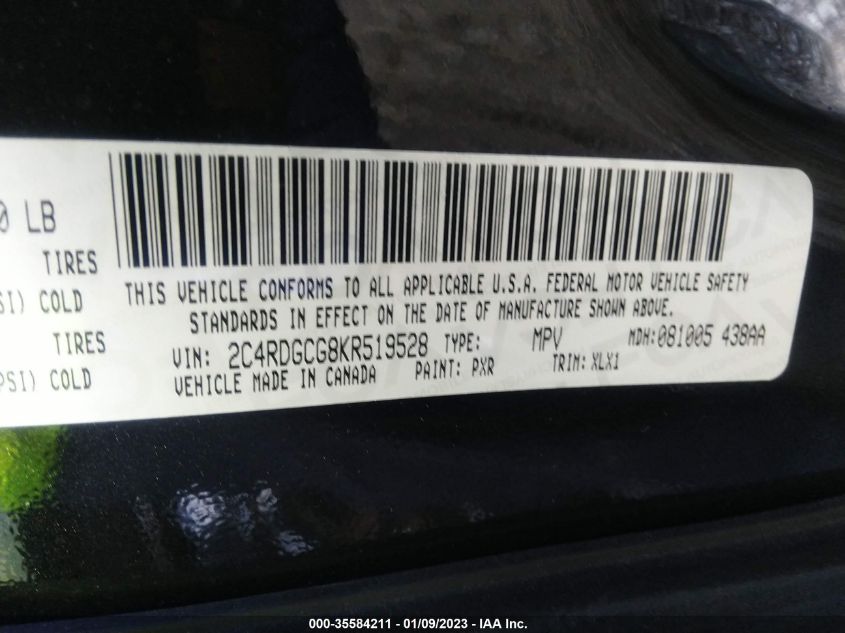 0 LB
TIRES
SI) COLD
PSI) COLD
THIS VEHICLE CONFORMS TO ALL APPLICABLE U.S.A. FEDERAL MOTOR VEHICLE SAFETY
STANDARDS IN EFFECT ON THE DATE OF MANUFACTURE SHOWN ABOVE.
VIN: 2C4RDGCG8KR519528 TYPE: MPV MDH:081005 438AA
VEHICLE MADE IN CANADA PAINT: PXR TRIM: XLX1
000-35584211 - 01/09/2023 - IAA Inc.